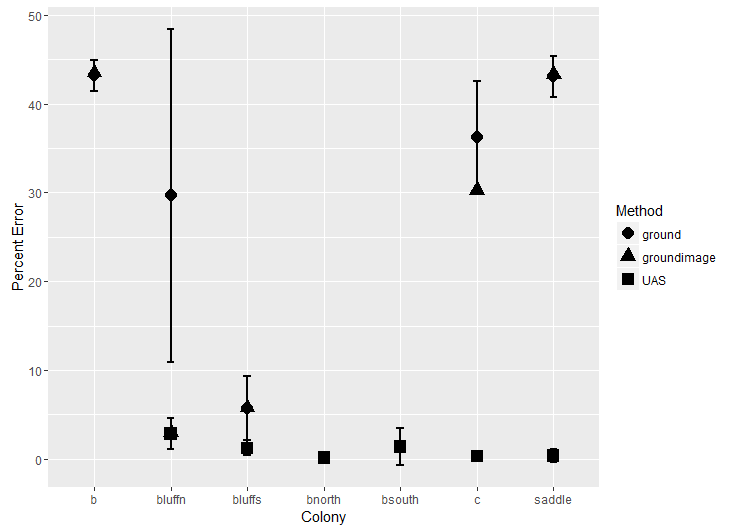 50
40
30
20
10
0
Percent Error
b bluffn bluffs bnorth bsouth c saddle
Colony
Method
ground
groundimage
UAS